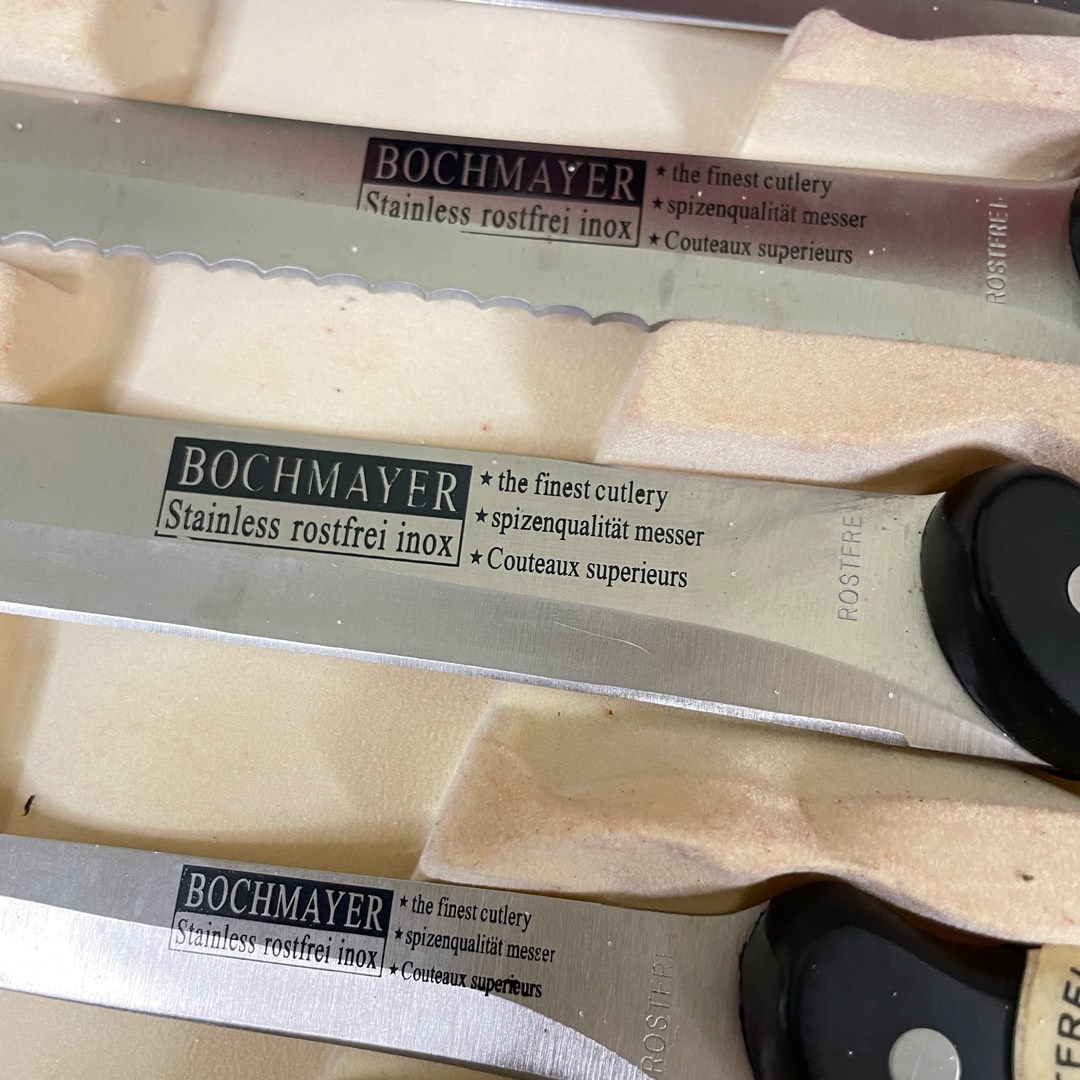 BOCHMAYER
Stainless rostfrei inox
★ the finest cutlery
★ spizenqualität messer
★ Couteaux superieurs
ROSTFREI
BOCHMAYER
Stainless rostfrei inox
★ the finest cutlery
★ spizenqualität messer
★ Couteaux superieurs
ROSTFREI
BOCHMAYER
Stainless rostfrei inox
★ the finest cutlery
★ spizenqualität messer
★ Couteaux superieurs
ROSTFREI